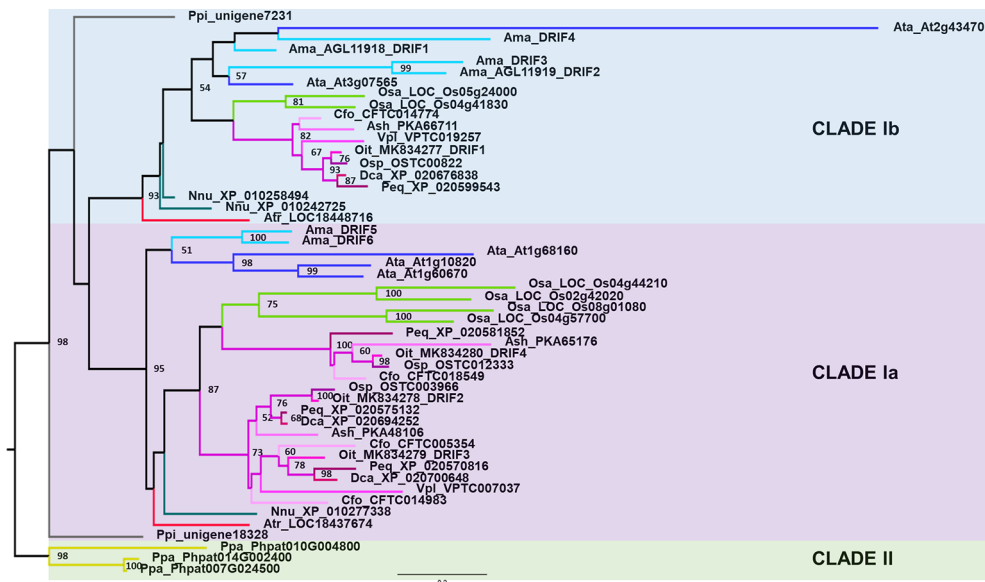 Ppi_unigene7231
Ata_At2g43470
Ama_DRIF4
Ama_AGL11918_DRIF1
Ama_DRIF3
99
Ama_AGL11919_DRIF2
57
Ata_At3g07565
54
Osa_LOC_Os05g24000
81
Osa_LOC_Os04g41830
Cfo_CFTC014774
Ash_PKA66711
CLADE Ib
82
Vpl_VPTC019257
67
Oit_MK834277_DRIF1
76
Osp_OSTC00822
93
Dca_XP_020676838
87
Peq_XP_020599543
93
Nnu_XP_010258494
Nnu_XP_010242725
Atr_LOC18448716
Ama_DRIF5
100
Ama_DRIF6
51
Ata_At1g68160
98
Ata_At1g10820
99
Ata_At1g60670
Osa_LOC_Os04g44210
100
Osa_LOC_Os02g42020
75
Osa_LOC_Os08g01080
100
Osa_LOC_Os04g57700
Peq_XP_020581852
98
100
Ash_PKA65176
60
Oit_MK834280_DRIF4
98
Osp_OSTC012333
95
CLADE Ia
Cfo_CFTC018549
87
Osp_OSTC003966
100
Oit_MK834278_DRIF2
76
Peq_XP_020575132
52
68
Dca_XP_020694252
Ash_PKA48106
Cfo_CFTC005354
73
60
Oit_MK834279_DRIF3
78
Peq_XP_020570816
98
Dca_XP_020700648
Vpl_VPTC007037
Cfo_CFTC014983
Nnu_XP_010277338
Atr_LOC18437674
Ppi_unigene18328
Ppa_Phpat010G004800
98
Ppa_Phpat014G002400
100
Ppa_Phpat007G024500
CLADE II